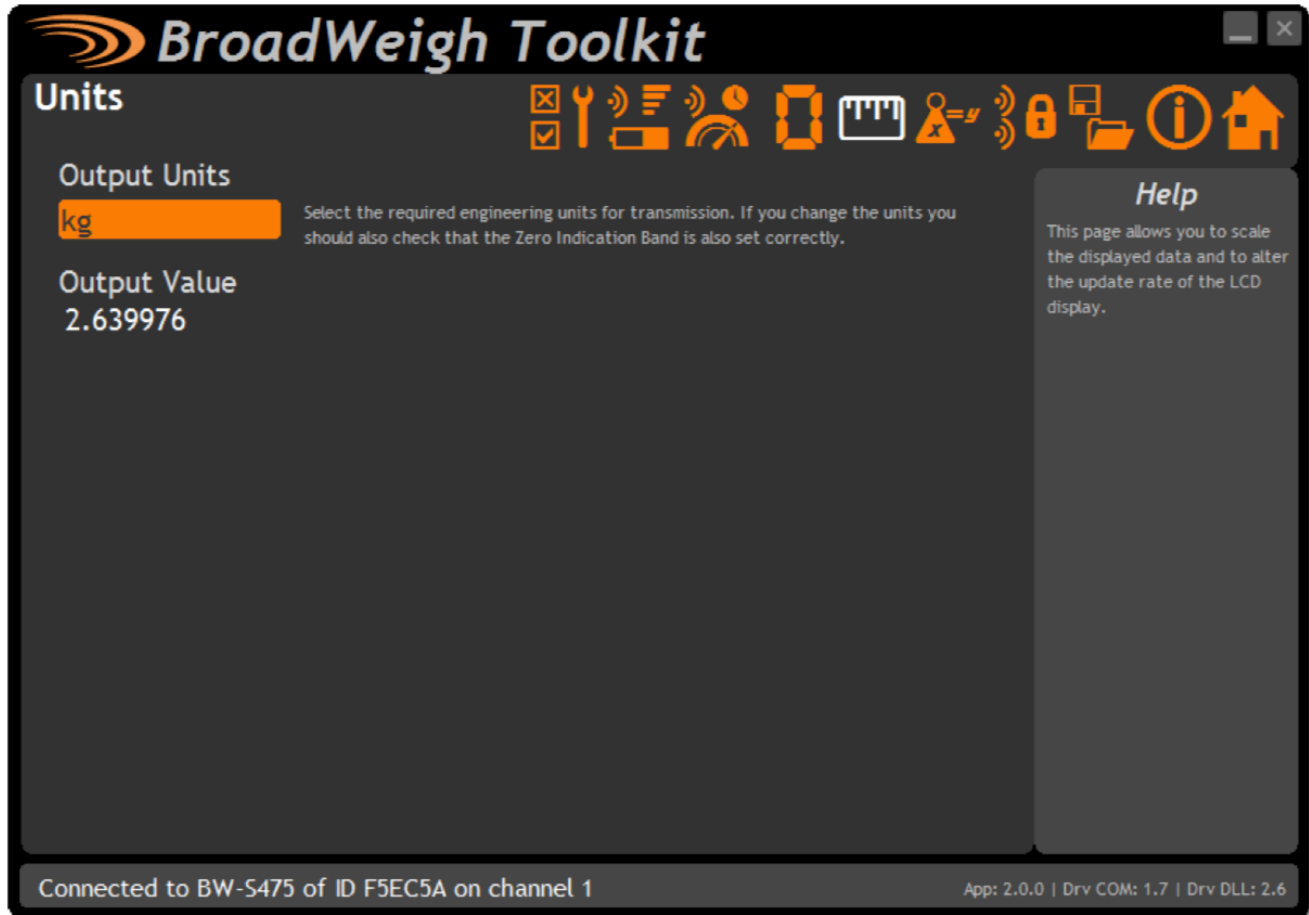 BroadWeigh Toolkit
Units
x=y
Output Units
kg
Select the required engineering units for transmission. If you change the units you
should also check that the Zero Indication Band is also set correctly.
Output Value
2.639976
Help
This page allows you to scale
the displayed data and to alter
the update rate of the LCD
display.
Connected to BW-S475 of ID F5EC5A on channel 1
App: 2.0.0 | Drv COM: 1.7 | Drv DLL: 2.6